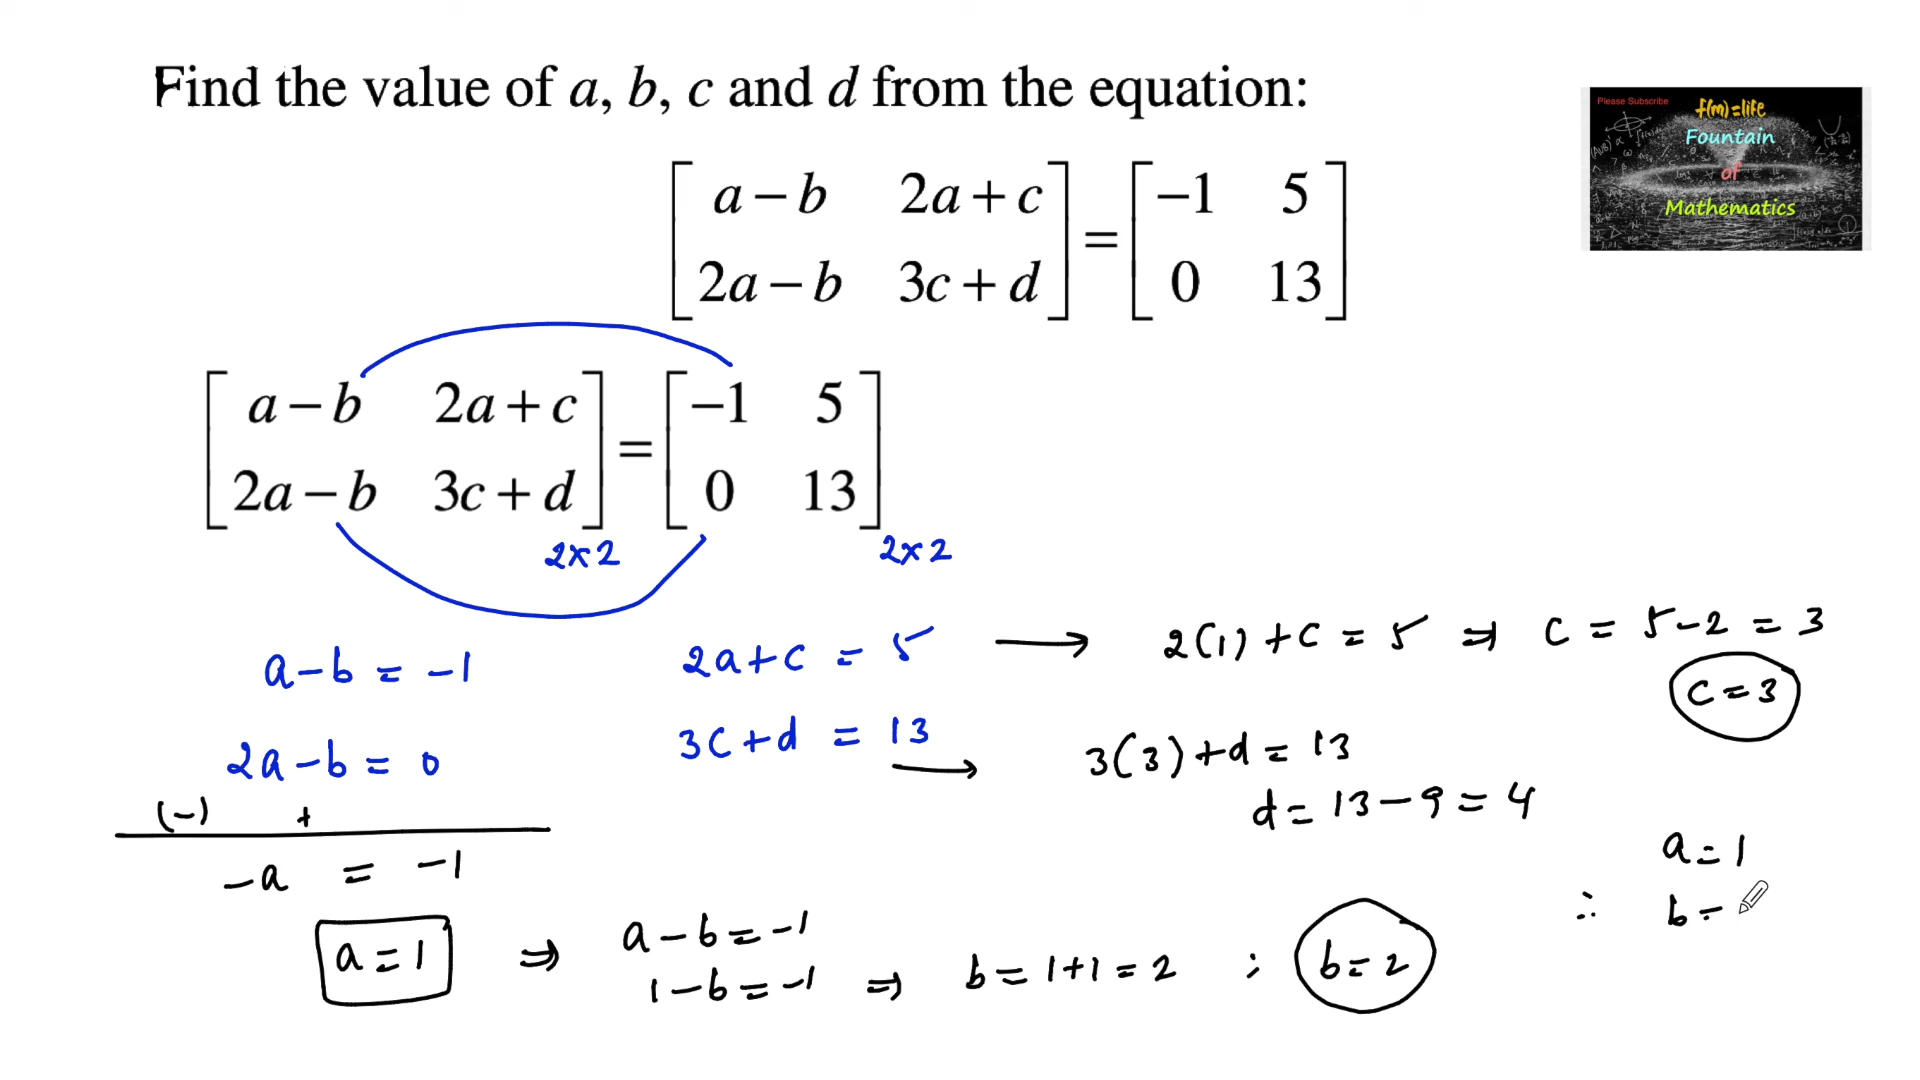 Find the value of a, b, c and d from the equation:
Please Subscribe
f(m)=life
Fountain
of
Mathematics
[a − b 2a + c] = [−1 5]
[2a − b 3c + d] = [0 13]
[a − b 2a + c] = [−1 5]
[2a − b 3c + d] = [0 13]
2×2 2×2
a−b = −1
2a−b = 0
(−) +
−a = −1
a=1 ⇒ a−b=−1
1−b=−1 ⇒ b=1+1=2 ; b=2
2a+c = 5 → 2(1)+c=5 ⇒ c = 5−2 = 3
c=3
3c+d = 13 → 3(3)+d=13
d=13−9=4
∴ a=1
b=